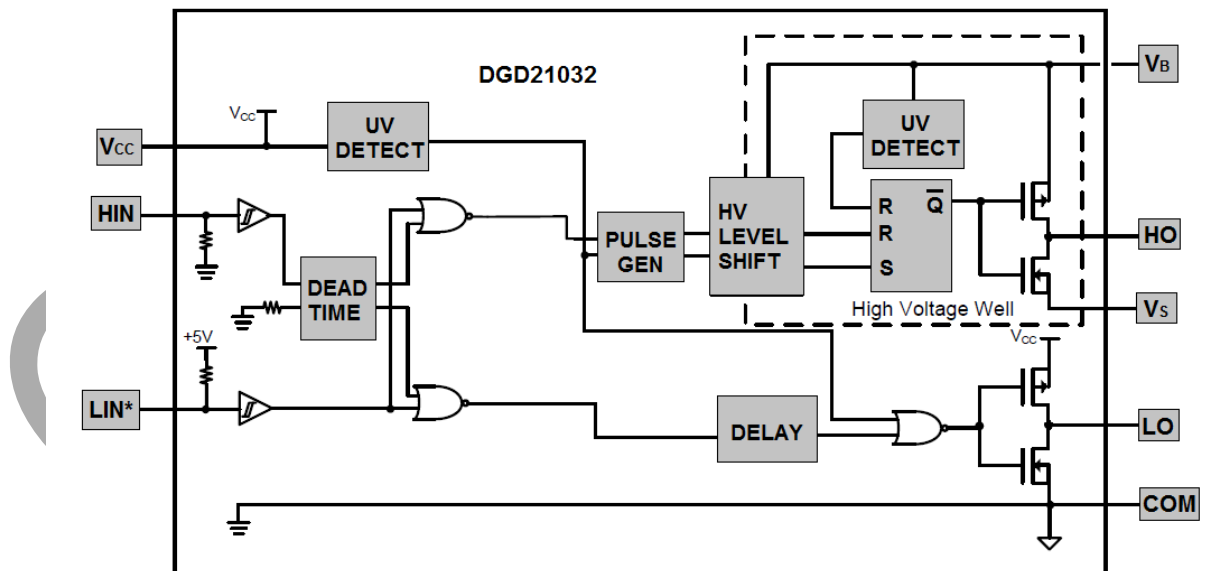 DGD21032
VB
VCC
UV
DETECT
UV
DETECT
VCC
HIN
R
Q
HV
LEVEL
SHIFT
R
PULSE
GEN
HO
S
DEAD
TIME
High Voltage Well
VS
+5V
VCC
LIN*
DELAY
LO
COM